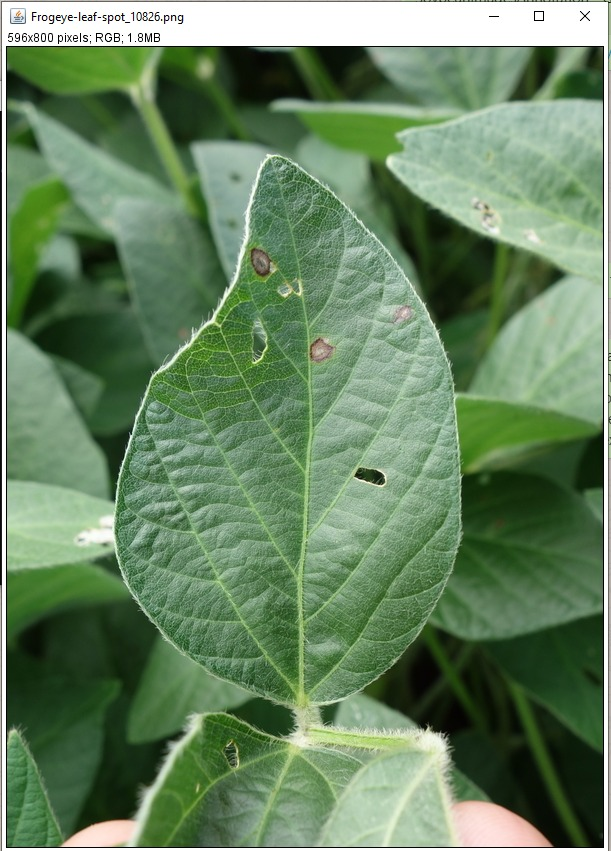 Frogeye-leaf-spot_10826.png
596x800 pixels; RGB; 1.8MB